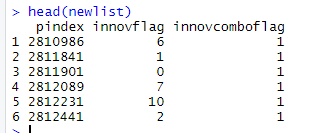 > head(newlist)
pindex innovflag innovcomboflag
1 2810986 6 1
2 2811841 1 1
3 2811901 0 1
4 2812089 7 1
5 2812231 10 1
6 2812441 2 1
>